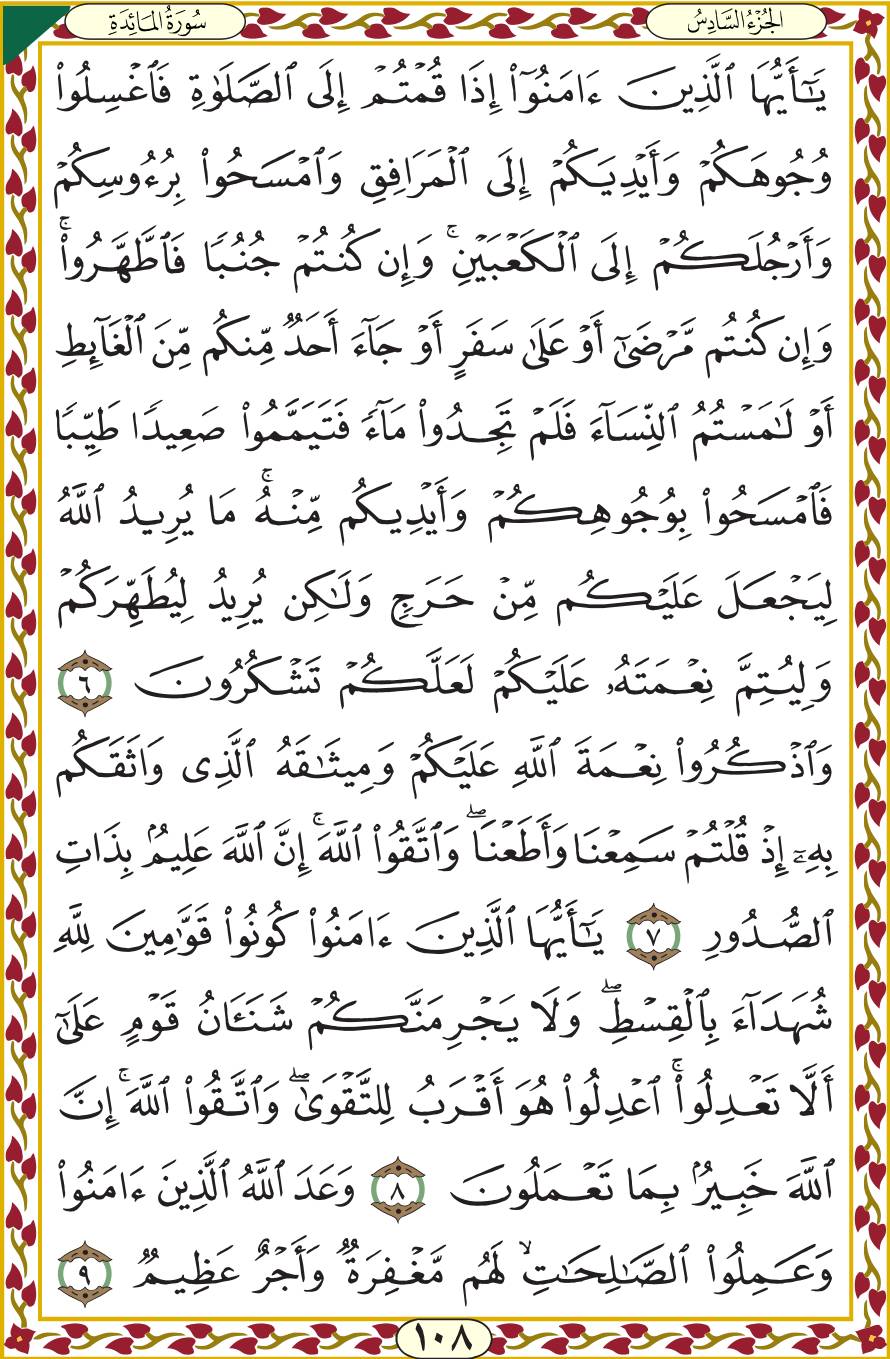 الجُزْءُ السَّادِسُ
سُورَةُ المَائِدَةِ
يَٰٓأَيُّهَا ٱلَّذِينَ ءَامَنُوٓا۟ إِذَا قُمْتُمْ إِلَى ٱلصَّلَوٰةِ فَٱغْسِلُوا۟
وُجُوهَكُمْ وَأَيْدِيَكُمْ إِلَى ٱلْمَرَافِقِ وَٱمْسَحُوا۟ بِرُءُوسِكُمْ
وَأَرْجُلَكُمْ إِلَى ٱلْكَعْبَيْنِ ۚ وَإِن كُنتُمْ جُنُبًا فَٱطَّهَّرُوا۟ ۚ
وَإِن كُنتُم مَّرْضَىٰٓ أَوْ عَلَىٰ سَفَرٍ أَوْ جَآءَ أَحَدٌ مِّنكُم مِّنَ ٱلْغَآئِطِ
أَوْ لَٰمَسْتُمُ ٱلنِّسَآءَ فَلَمْ تَجِدُوا۟ مَآءً فَتَيَمَّمُوا۟ صَعِيدًا طَيِّبًا
فَٱمْسَحُوا۟ بِوُجُوهِكُمْ وَأَيْدِيكُم مِّنْهُ ۚ مَا يُرِيدُ ٱللَّهُ
لِيَجْعَلَ عَلَيْكُم مِّنْ حَرَجٍ وَلَٰكِن يُرِيدُ لِيُطَهِّرَكُمْ
وَلِيُتِمَّ نِعْمَتَهُۥ عَلَيْكُمْ لَعَلَّكُمْ تَشْكُرُونَ ٦
وَٱذْكُرُوا۟ نِعْمَةَ ٱللَّهِ عَلَيْكُمْ وَمِيثَٰقَهُ ٱلَّذِى وَاثَقَكُم
بِهِۦٓ إِذْ قُلْتُمْ سَمِعْنَا وَأَطَعْنَا ۖ وَٱتَّقُوا۟ ٱللَّهَ ۚ إِنَّ ٱللَّهَ عَلِيمٌۢ بِذَاتِ
ٱلصُّدُورِ ٧ يَٰٓأَيُّهَا ٱلَّذِينَ ءَامَنُوا۟ كُونُوا۟ قَوَّٰمِينَ لِلَّهِ
شُهَدَآءَ بِٱلْقِسْطِ ۖ وَلَا يَجْرِمَنَّكُمْ شَنَـَٔانُ قَوْمٍ عَلَىٰٓ
أَلَّا تَعْدِلُوا۟ ۚ ٱعْدِلُوا۟ هُوَ أَقْرَبُ لِلتَّقْوَىٰ ۖ وَٱتَّقُوا۟ ٱللَّهَ ۚ إِنَّ
ٱللَّهَ خَبِيرٌۢ بِمَا تَعْمَلُونَ ٨ وَعَدَ ٱللَّهُ ٱلَّذِينَ ءَامَنُوا۟
وَعَمِلُوا۟ ٱلصَّٰلِحَٰتِ ۙ لَهُم مَّغْفِرَةٌ وَأَجْرٌ عَظِيمٌ ٩
١٠٨